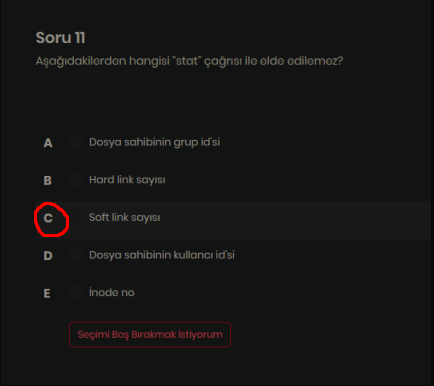 Soru 11
Aşağıdakilerden hangisi "stat" çağrısı ile elde edilemez?
A Dosya sahibinin grup id'si
B Hard link sayısı
C Soft link sayısı
D Dosya sahibinin kullanıcı id'si
E İnode no
Seçimi Boş Bırakmak İstiyorum